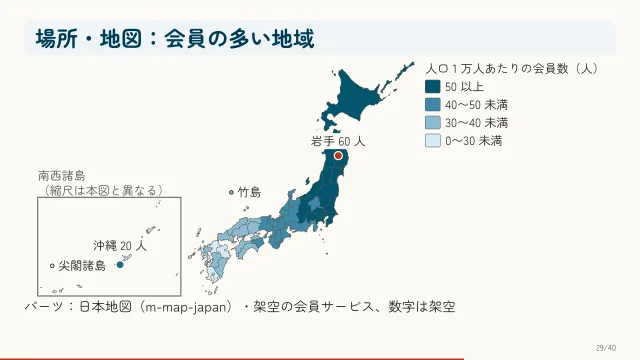 場所・地図：会員の多い地域
人口１万人あたりの会員数（人）
50 以上
40〜50 未満
30〜40 未満
0〜30 未満
岩手 60 人
竹島
南西諸島
（縮尺は本図と異なる）
沖縄 20 人
尖閣諸島
パーツ：日本地図（m-map-japan）・架空の会員サービス、数字は架空
29/40